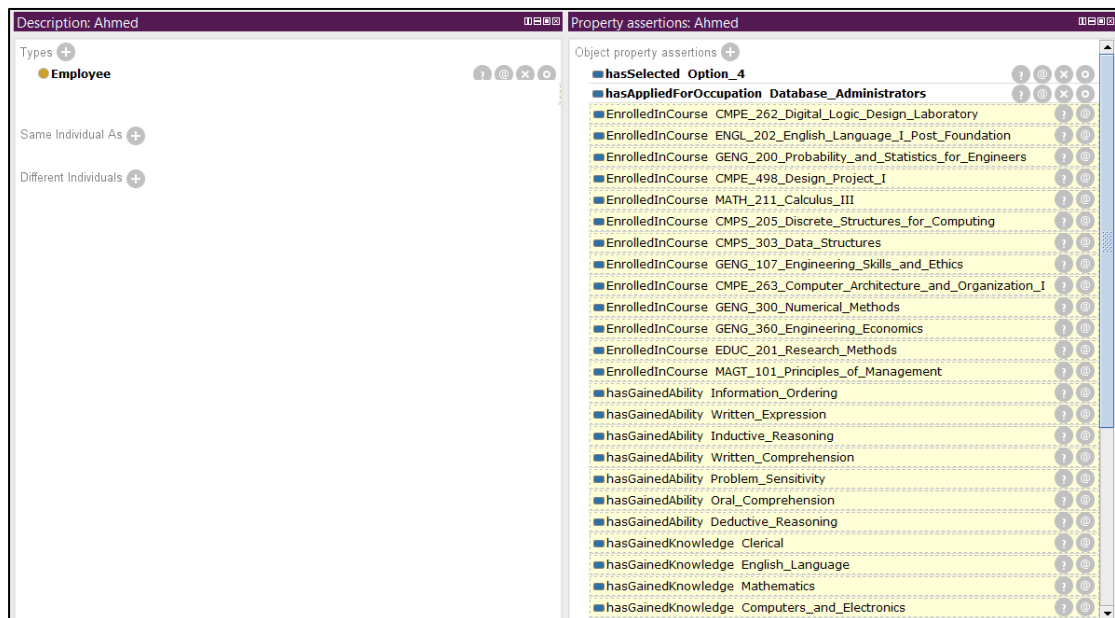 Description: Ahmed
Types
Employee
Same Individual As
Different Individuals
Property assertions: Ahmed
Object property assertions
hasSelected Option_4
hasAppliedForOccupation Database_Administrators
EnrolledInCourse CMPE_262_Digital_Logic_Design_Laboratory
EnrolledInCourse ENGL_202_English_Language_I_Post_Foundation
EnrolledInCourse GENG_200_Probability_and_Statistics_for_Engineers
EnrolledInCourse CMPE_498_Design_Project_I
EnrolledInCourse MATH_211_Calculus_III
EnrolledInCourse CMPS_205_Discrete_Structures_for_Computing
EnrolledInCourse CMPS_303_Data_Structures
EnrolledInCourse GENG_107_Engineering_Skills_and_Ethics
EnrolledInCourse CMPE_263_Computer_Architecture_and_Organization_I
EnrolledInCourse GENG_300_Numerical_Methods
EnrolledInCourse GENG_360_Engineering_Economics
EnrolledInCourse EDUC_201_Research_Methods
EnrolledInCourse MAGT_101_Principles_of_Management
hasGainedAbility Information_Ordering
hasGainedAbility Written_Expression
hasGainedAbility Inductive_Reasoning
hasGainedAbility Written_Comprehension
hasGainedAbility Problem_Sensitivity
hasGainedAbility Oral_Comprehension
hasGainedAbility Deductive_Reasoning
hasGainedKnowledge Clerical
hasGainedKnowledge English_Language
hasGainedKnowledge Mathematics
hasGainedKnowledge Computers_and_Electronics